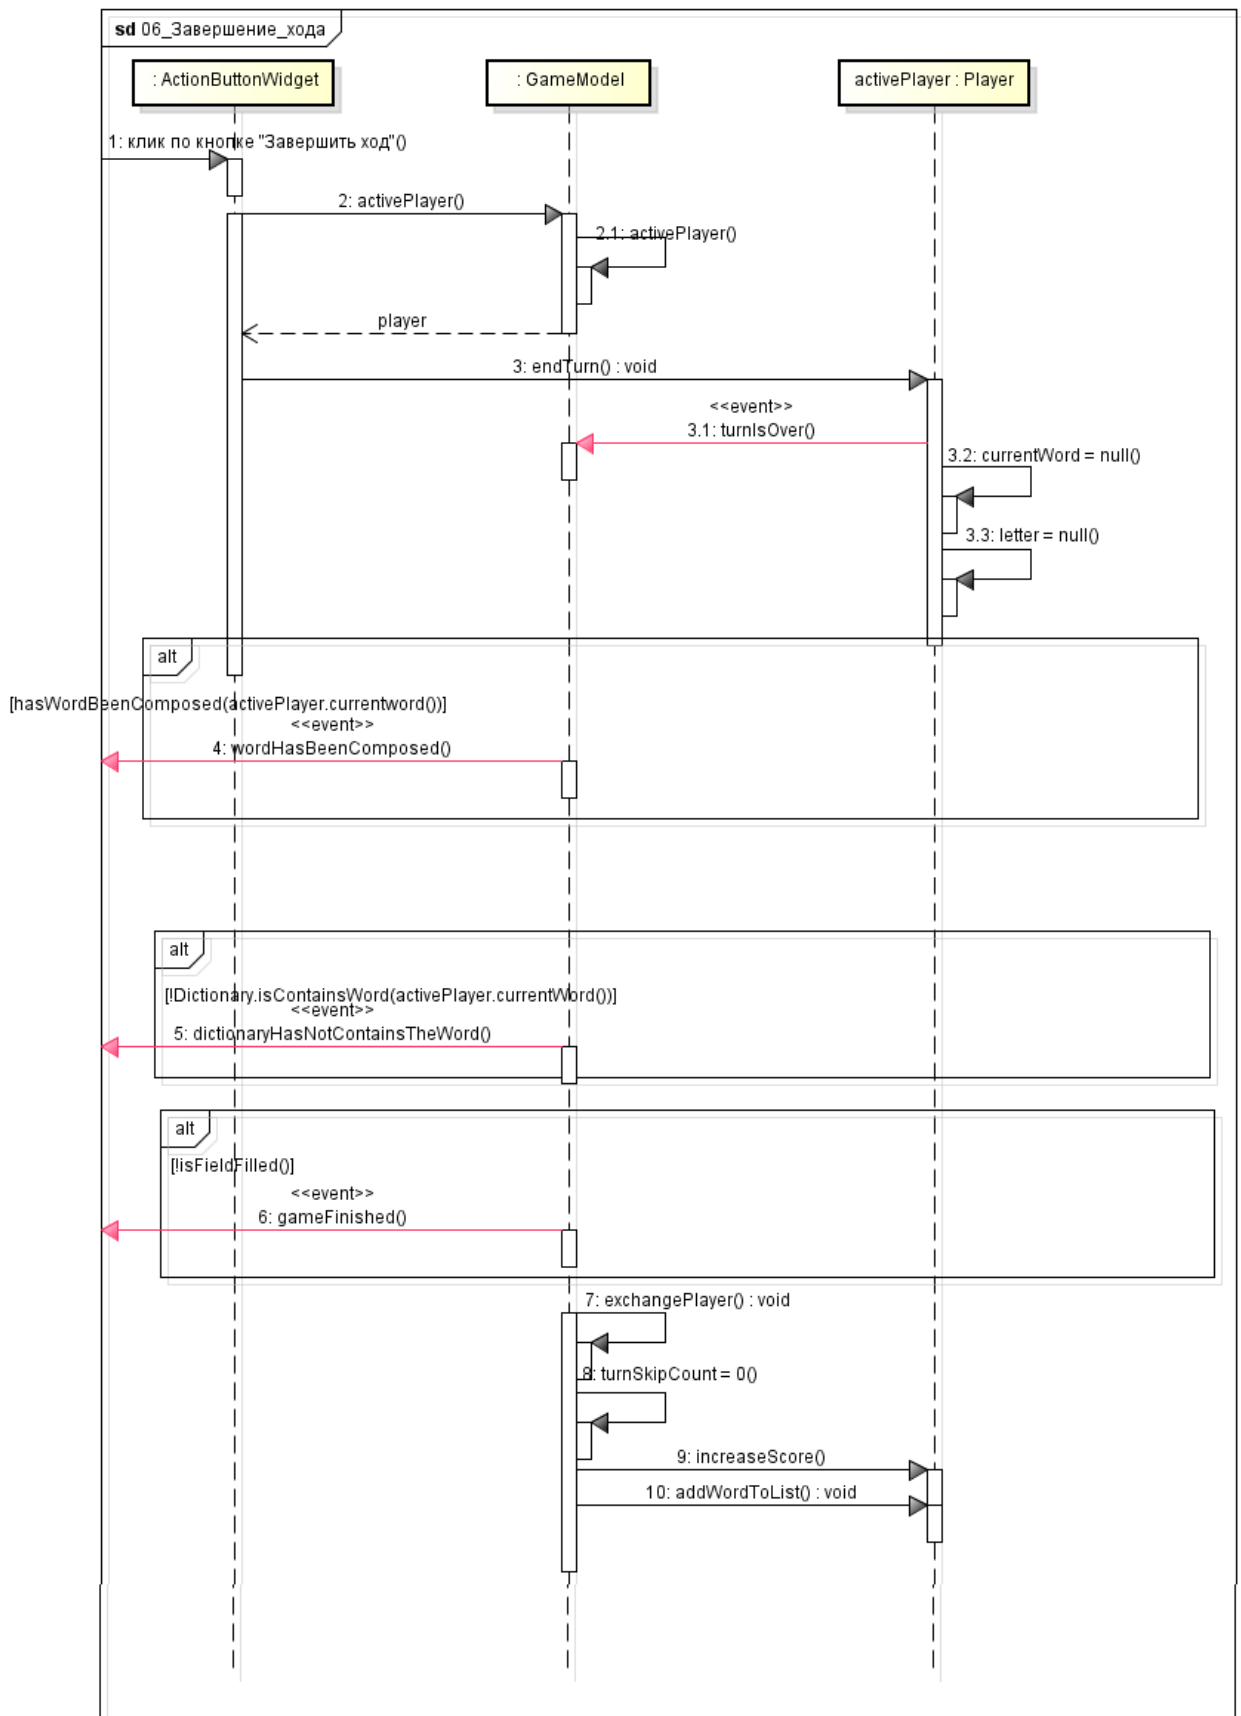 sd 06_Завершение_хода
: ActionButtonWidget
: GameModel
activePlayer : Player
1: клик по кнопке "Завершить ход"()
2: activePlayer()
2.1: activePlayer()
player
3: endTurn() : void
<<event>>
3.1: turnIsOver()
3.2: currentWord = null()
3.3: letter = null()
alt
[hasWordBeenComposed(activePlayer.currentword())]
<<event>>
4: wordHasBeenComposed()
alt
[!Dictionary.isContainsWord(activePlayer.currentWord())]
<<event>>
5: dictionaryHasNotContainsTheWord()
alt
[!isFieldFilled()]
<<event>>
6: gameFinished()
7: exchangePlayer() : void
8: turnSkipCount = 0()
9: increaseScore()
10: addWordToList() : void